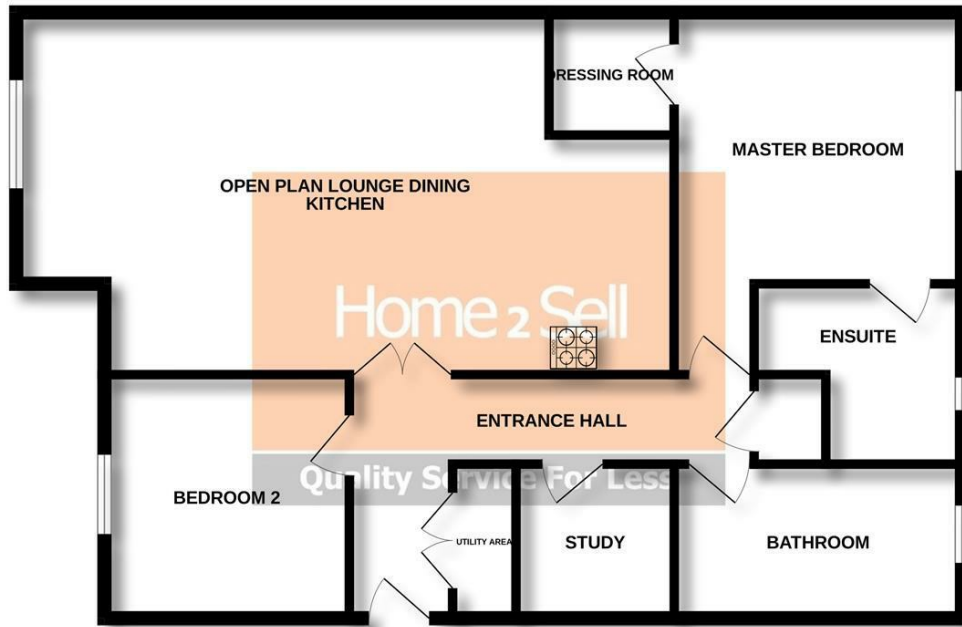 DRESSING ROOM
MASTER BEDROOM
OPEN PLAN LOUNGE DINING
KITCHEN
Home 2 Sell
ENSUITE
ENTRANCE HALL
Quality Service For Less
BEDROOM 2
UTILITY AREA
STUDY
BATHROOM